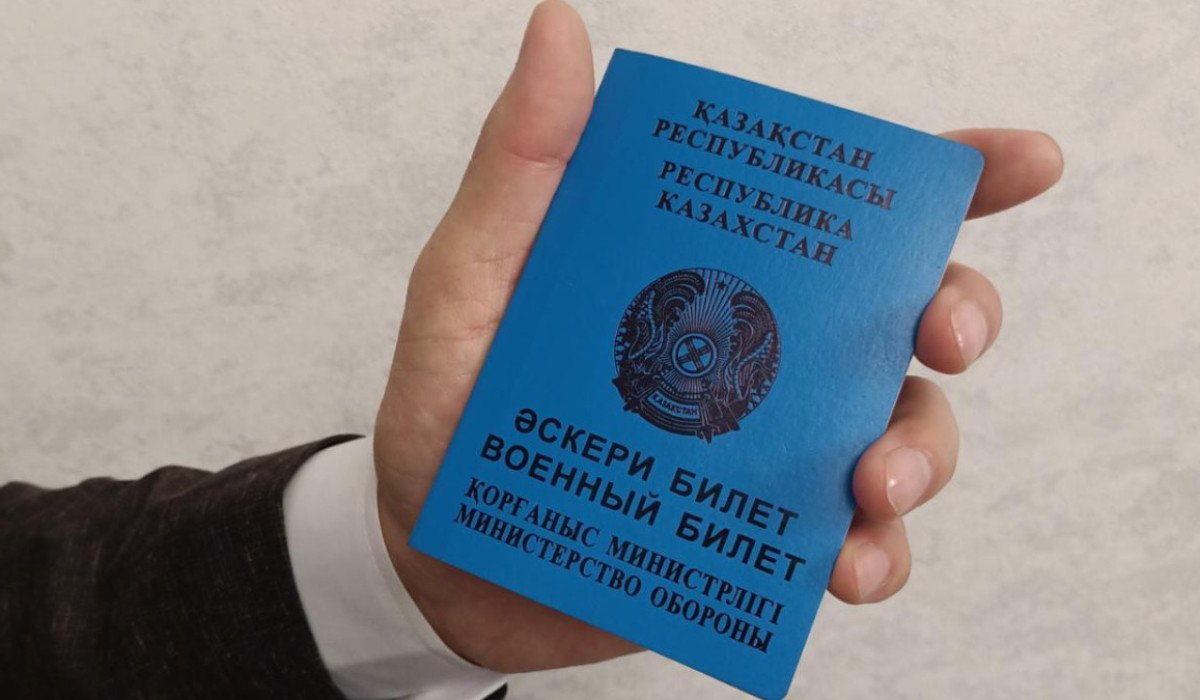 ҚАЗАҚСТАН
РЕСПУБЛИКАСЫ
РЕСПУБЛИКА
КАЗАХСТАН
ҚАЗАҚСТАН
ӘСКЕРИ БИЛЕТ
ВОЕННЫЙ БИЛЕТ
ҚОРҒАНЫС МИНИСТРЛІГІ
МИНИСТЕРСТВО ОБОРОНЫ